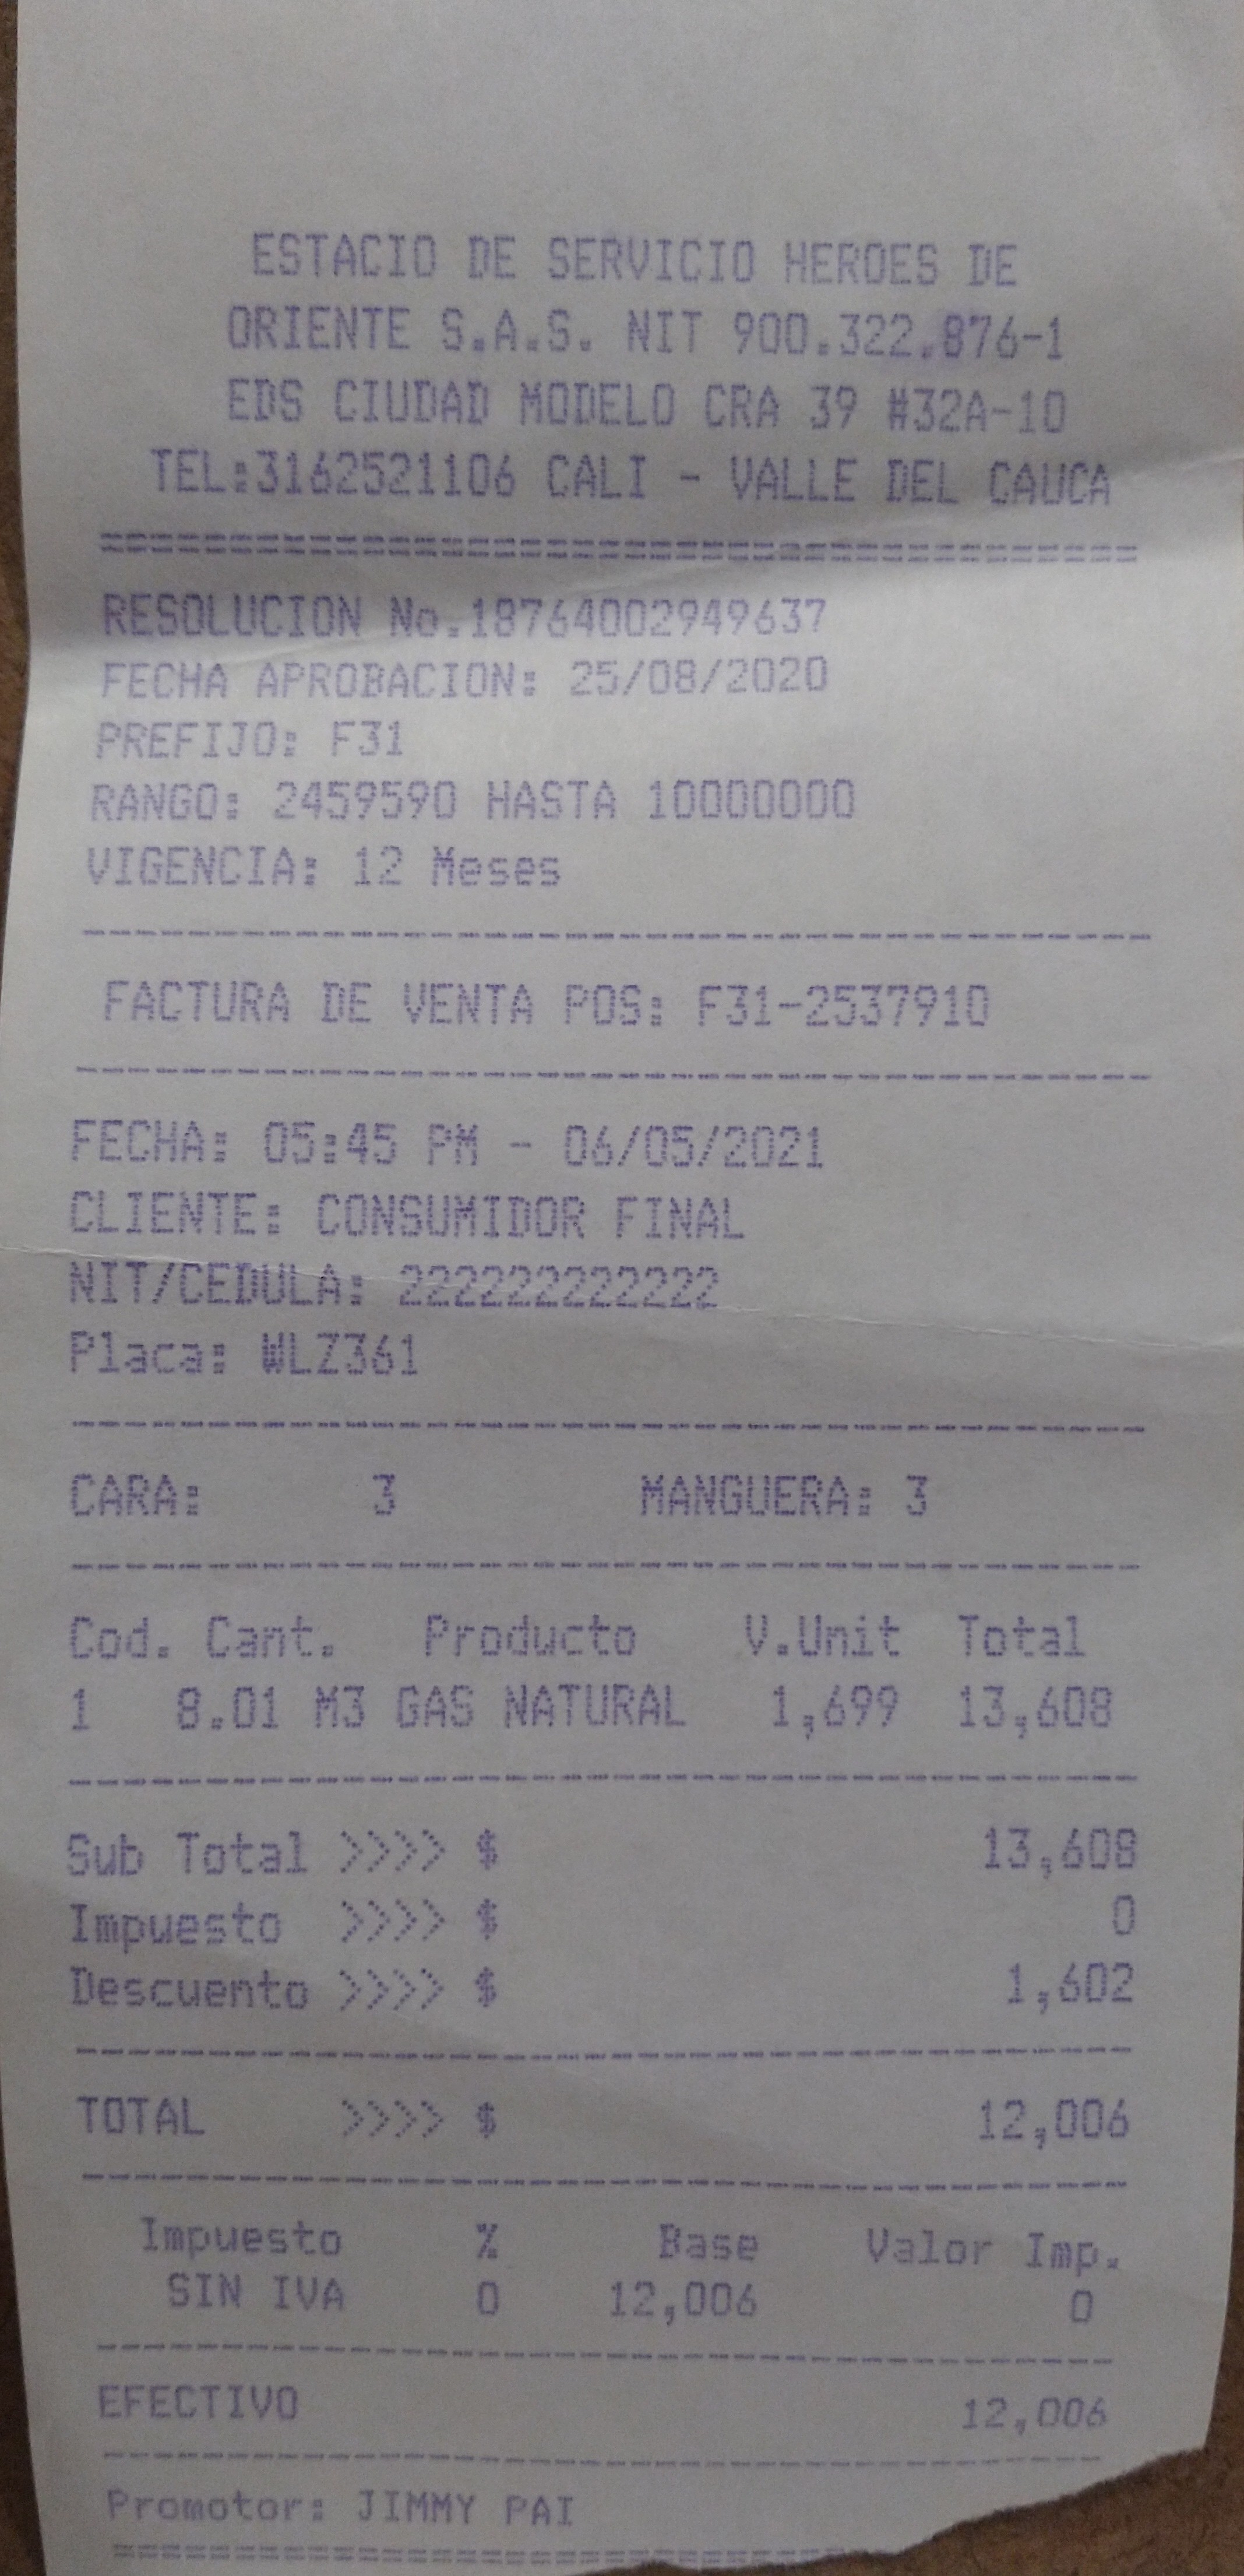 ESTACIO DE SERVICIO HEROES DE
ORIENTE S.A.S. NIT 900.322.876-1
EDS CIUDAD MODELO CRA 39 #32A-10
TEL:3162521106 CALI - VALLE DEL CAUCA
RESOLUCION No.18764002949637
FECHA APROBACION: 25/08/2020
PREFIJO: F31
RANGO: 2459590 HASTA 10000000
VIGENCIA: 12 Meses
FACTURA DE VENTA POS: F31-2537910
FECHA: 05:45 PM - 06/05/2021
CLIENTE: CONSUMIDOR FINAL
NIT/CEDULA: 222222222222
Placa: WLZ361
CARA: 3 MANGUERA: 3
Cod. Cant. Producto V.Unit Total
1 8.01 M3 GAS NATURAL 1,699 13,608
Sub Total >>>> $ 13,608
Impuesto >>>> $ 0
Descuento >>>> $ 1,602
TOTAL >>>> $ 12,006
Impuesto % Base Valor Imp.
SIN IVA 0 12,006 0
EFECTIVO 12,006
Promotor: JIMMY PAI